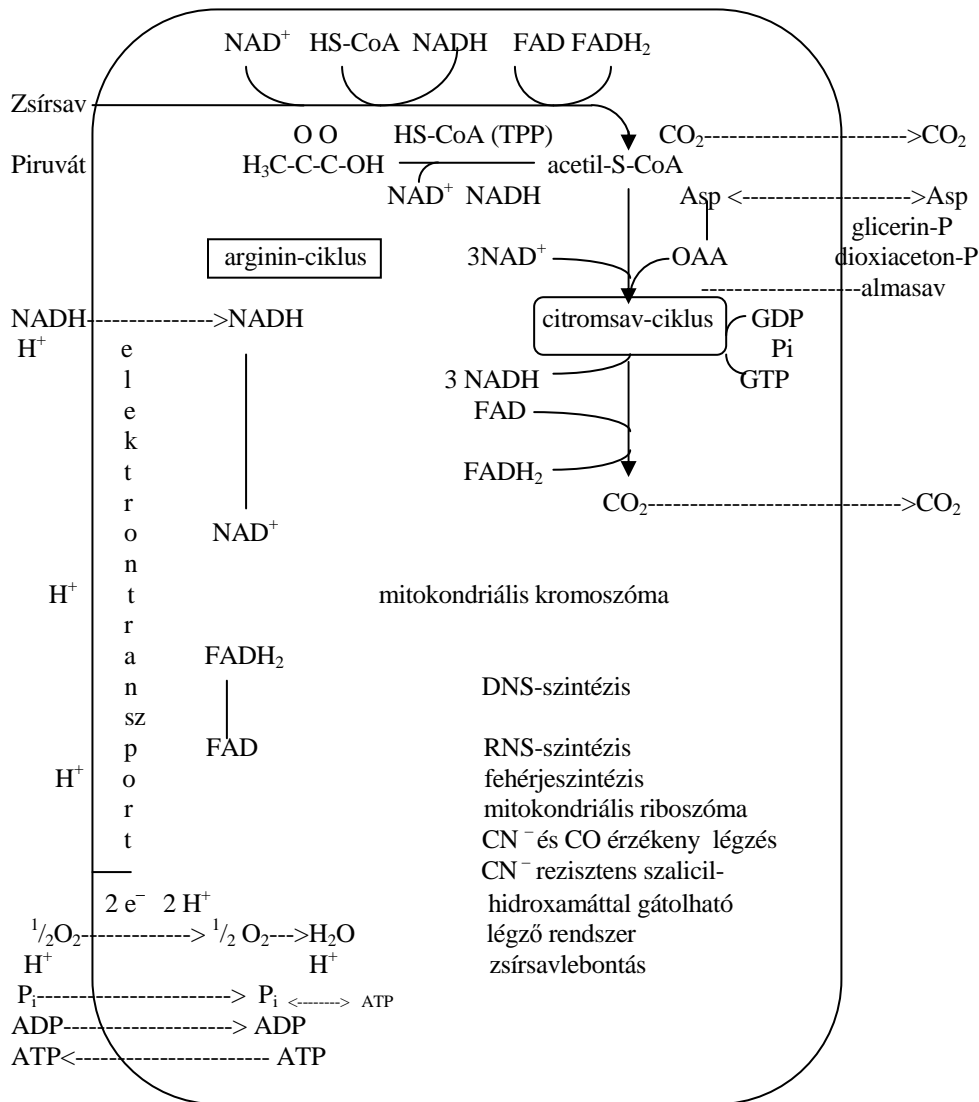 NAD⁺ HS-CoA NADH FAD FADH₂
Zsírsav
O O HS-CoA (TPP) CO₂------------------->CO₂
Piruvát H₃C-C-C-OH acetil-S-CoA
NAD⁺ NADH Asp <------------------->Asp
glicerin-P
arginin-ciklus 3NAD⁺ OAA dioxiaceton-P
------------------almasav
NADH---------------->NADH citromsav-ciklus GDP
H⁺ Pi
3 NADH GTP
FAD
FADH₂
CO₂------------------------------>CO₂
NAD⁺
elektrontranszport
H⁺ mitokondriális kromoszóma
FADH₂
DNS-szintézis
FAD RNS-szintézis
H⁺ fehérjeszintézis
mitokondriális riboszóma
CN⁻ és CO érzékeny légzés
CN⁻ rezisztens szalicil-
2 e⁻ 2 H⁺ hidroxamáttal gátolható
¹/₂O₂--------------> ¹/₂ O₂--->H₂O légző rendszer
H⁺ H⁺ zsírsavlebontás
Pᵢ----------------------> Pᵢ <--------> ATP
ADP-------------------> ADP
ATP<---------------------- ATP